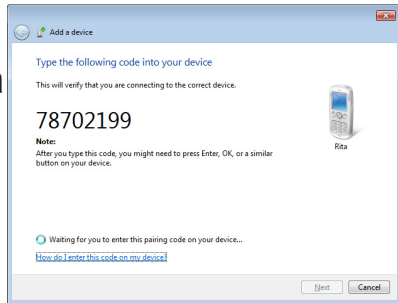 Add a device
Type the following code into your device
This will verify that you are connecting to the correct device.
78702199
Note:
After you type this code, you might need to press Enter, OK, or a similar
button on your device.
Rita
Waiting for you to enter this pairing code on your device...
How do I enter this code on my device?
Next Cancel